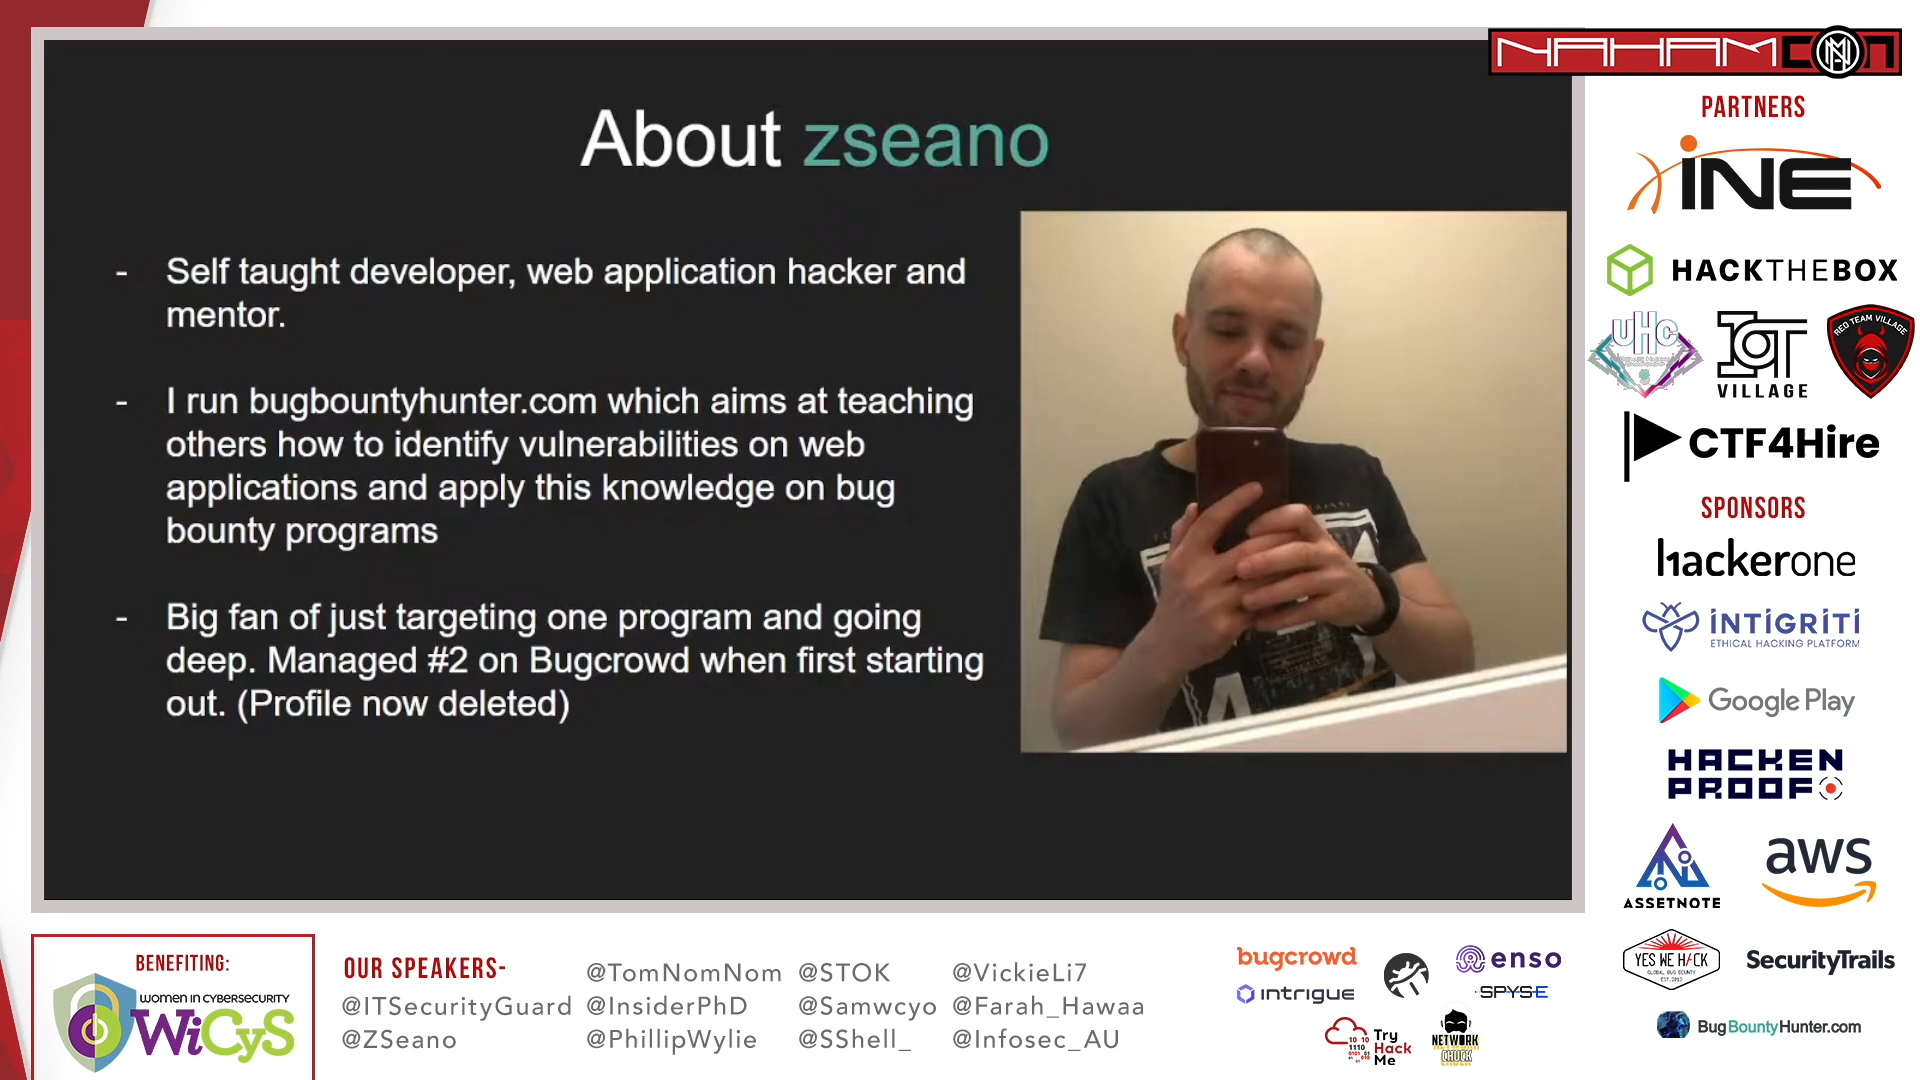 NAHAMCON
About zseano
- Self taught developer, web application hacker and
mentor.
- I run bugbountyhunter.com which aims at teaching
others how to identify vulnerabilities on web
applications and apply this knowledge on bug
bounty programs
- Big fan of just targeting one program and going
deep. Managed #2 on Bugcrowd when first starting
out. (Profile now deleted)
PARTNERS
iNE
HACKTHEBOX
UHC
IOT
VILLAGE
RED TEAM VILLAGE
CTF4Hire
SPONSORS
hackerone
INTIGRITI
ETHICAL HACKING PLATFORM
Google Play
HACKEN
PROOF
ASSETNOTE
aws
YES WE H/CK
GLOBAL BUG BOUNTY
SecurityTrails
BugBountyHunter.com
BENEFITING:
WOMEN IN CYBERSECURITY
WiCyS
OUR SPEAKERS-
@ITSecurityGuard
@ZSeano
@TomNomNom
@InsiderPhD
@PhillipWylie
@STOK
@Samwcyo
@SShell_
@VickieLi7
@Farah_Hawaa
@Infosec_AU
bugcrowd
enso
intrigue
SPYSE
Try
Hack
Me
NETWORK
CHUCK